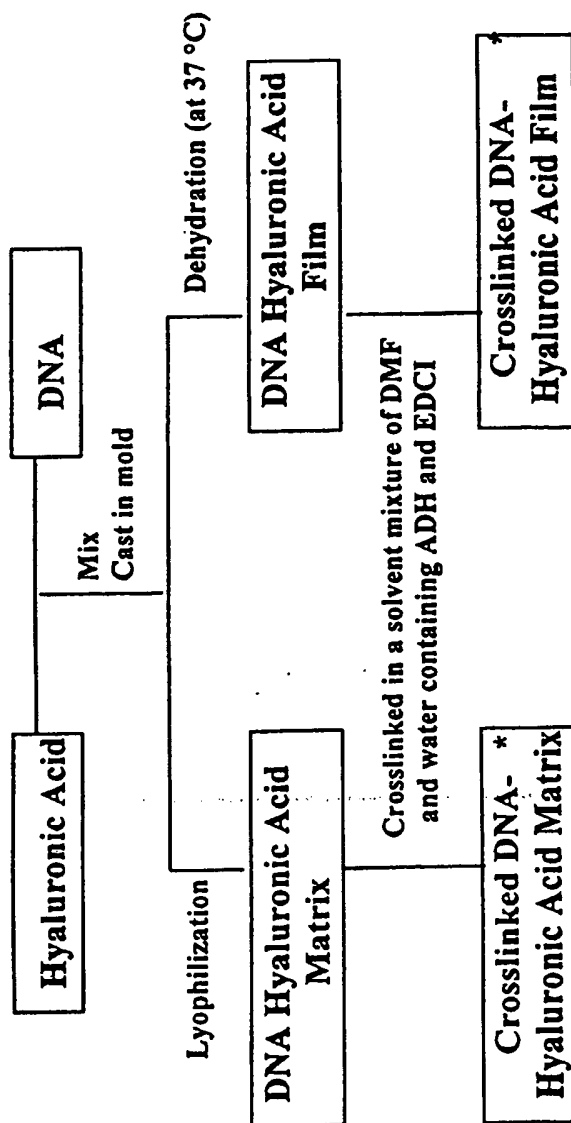 Hyaluronic Acid
DNA
Mix
Cast in mold
Lyophilization
Dehydration (at 37 °C)
DNA Hyaluronic Acid
Matrix
DNA Hyaluronic Acid
Film
Crosslinked in a solvent mixture of DMF
and water containing ADH and EDCI
Crosslinked DNA- *
Hyaluronic Acid Matrix
Crosslinked DNA- *
Hyaluronic Acid Film